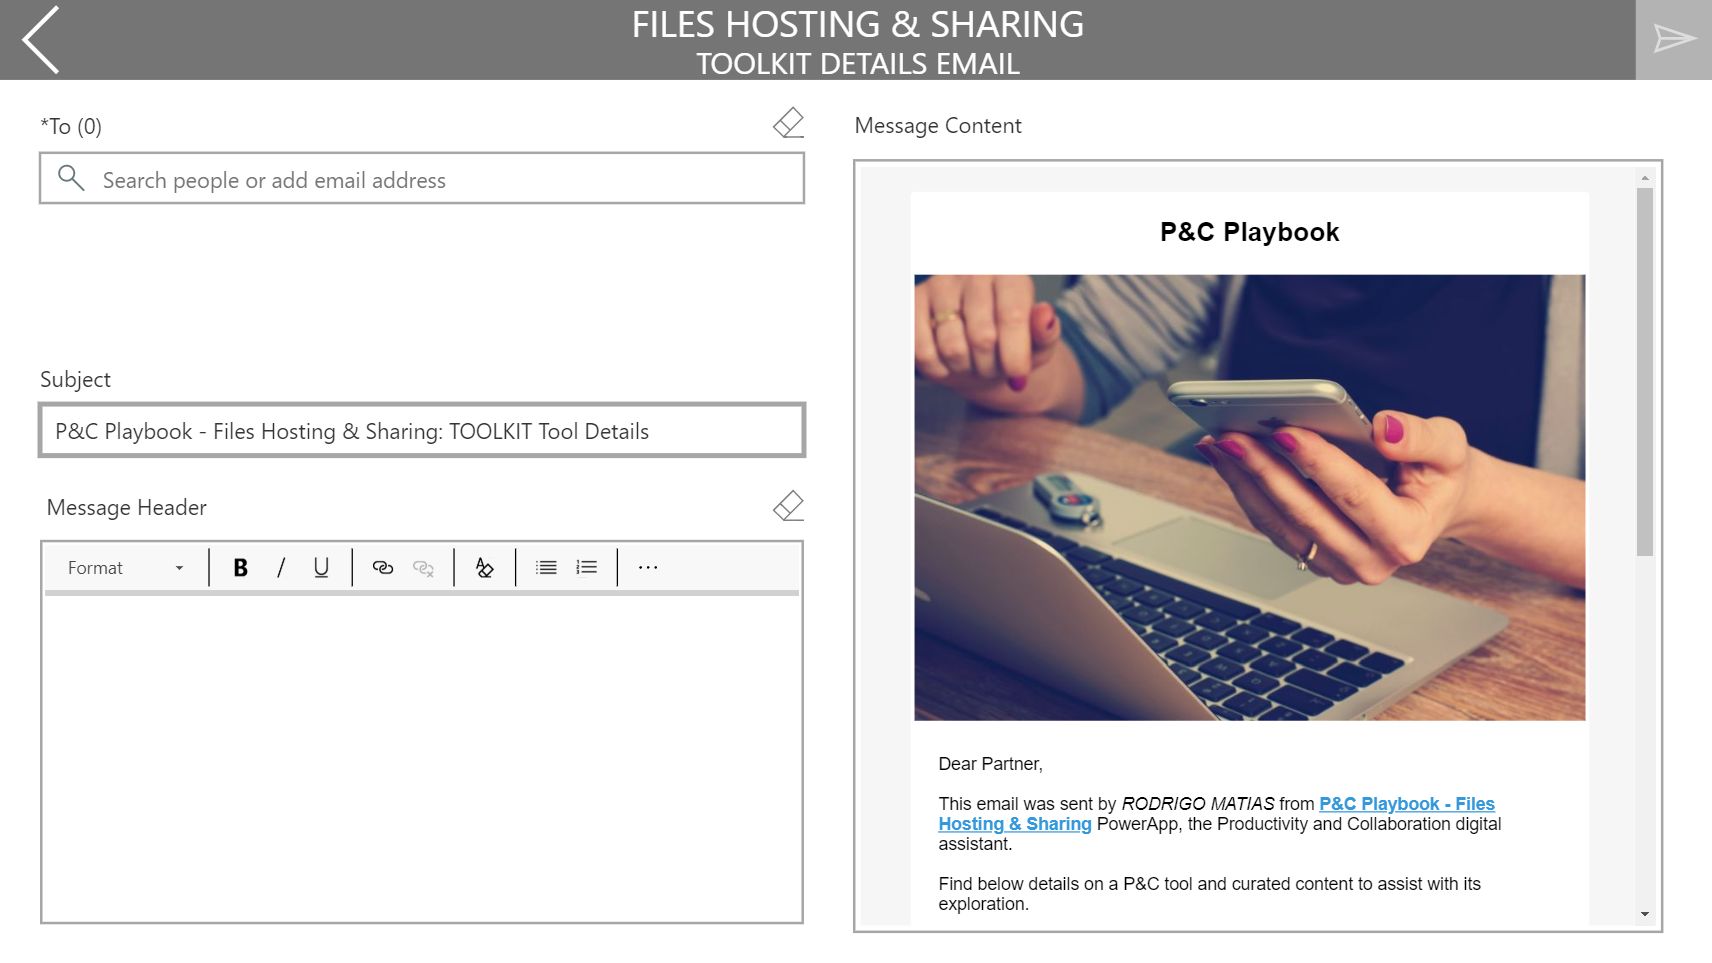 FILES HOSTING & SHARING
TOOLKIT DETAILS EMAIL
*To (0)
Search people or add email address
Subject
P&C Playbook - Files Hosting & Sharing: TOOLKIT Tool Details
Message Header
Format
B / U
Message Content
P&C Playbook
Dear Partner,
This email was sent by RODRIGO MATIAS from P&C Playbook - Files
Hosting & Sharing PowerApp, the Productivity and Collaboration digital
assistant.
Find below details on a P&C tool and curated content to assist with its
exploration.